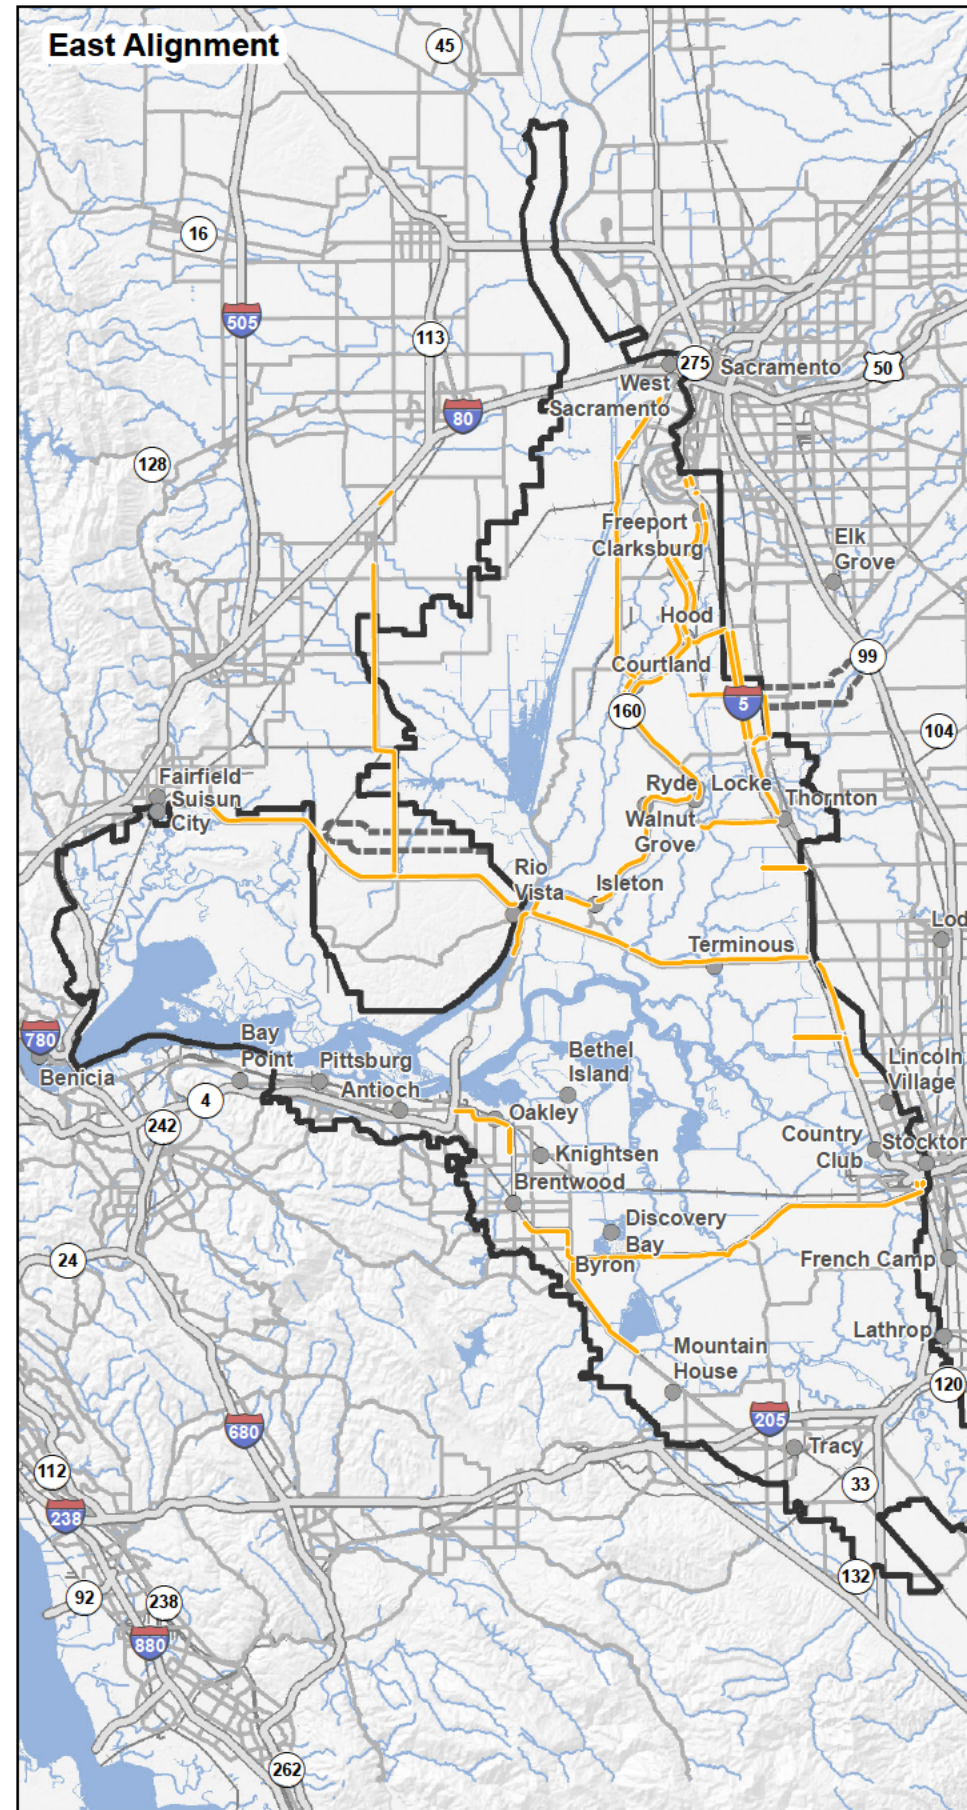 East Alignment
45
16
505
113
275
Sacramento
50
West
Sacramento
80
128
Freeport
Clarksburg
Elk
Grove
Hood
99
Courtland
5
160
104
Fairfield
Suisun
City
Ryde
Locke
Thornton
Walnut
Grove
Rio
Vista
Isleton
Lod
Terminous
780
Bay
Point
Benicia
Pittsburg
Antioch
Bethel
Island
Lincoln
Village
4
242
Oakley
Country
Club
Stockton
Knightsen
Brentwood
Discovery
Bay
24
Byron
French Camp
Lathrop
Mountain
House
120
205
680
Tracy
112
33
238
132
92
238
880
262